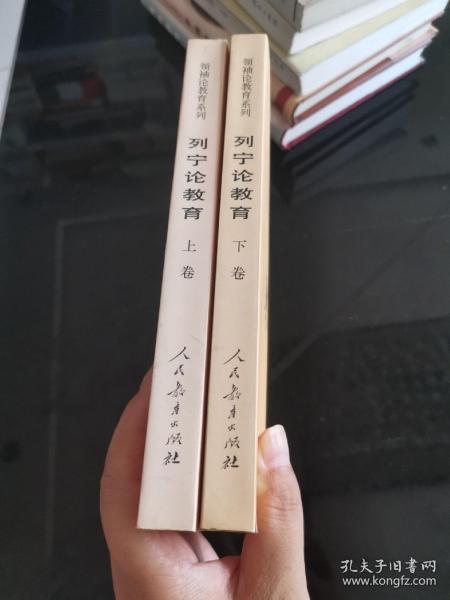 领袖论教育系列
列宁论教育
上卷
人民教育出版社
领袖论教育系列
列宁论教育
下卷
人民教育出版社
孔夫子旧书网
www.kongfz.com